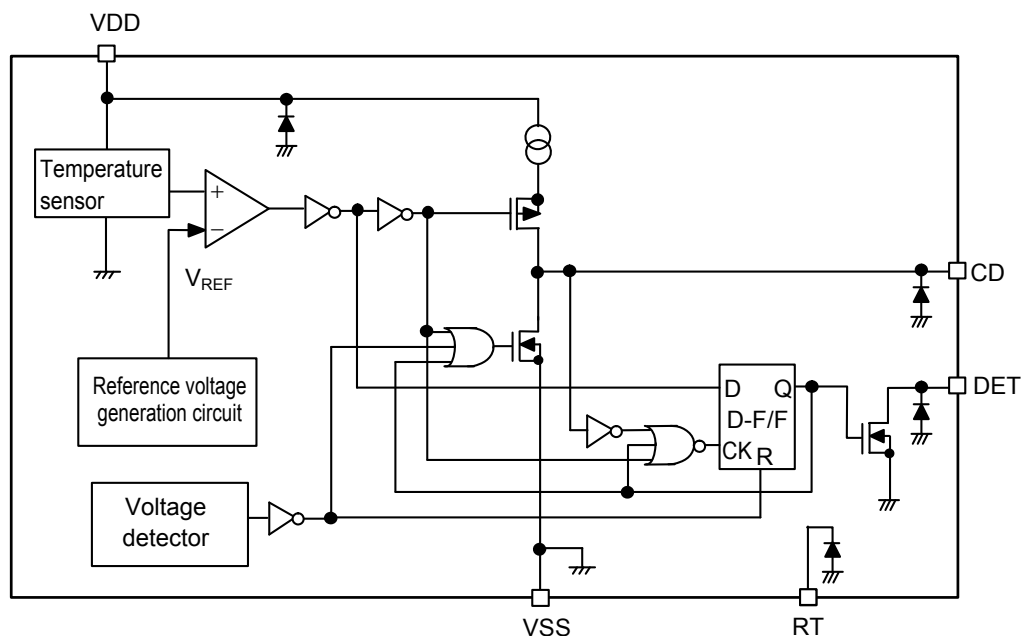 VDD
Temperature
sensor
+
−
VREF
CD
Reference voltage
generation circuit
D Q
D-F/F
CK R
DET
Voltage
detector
VSS
RT